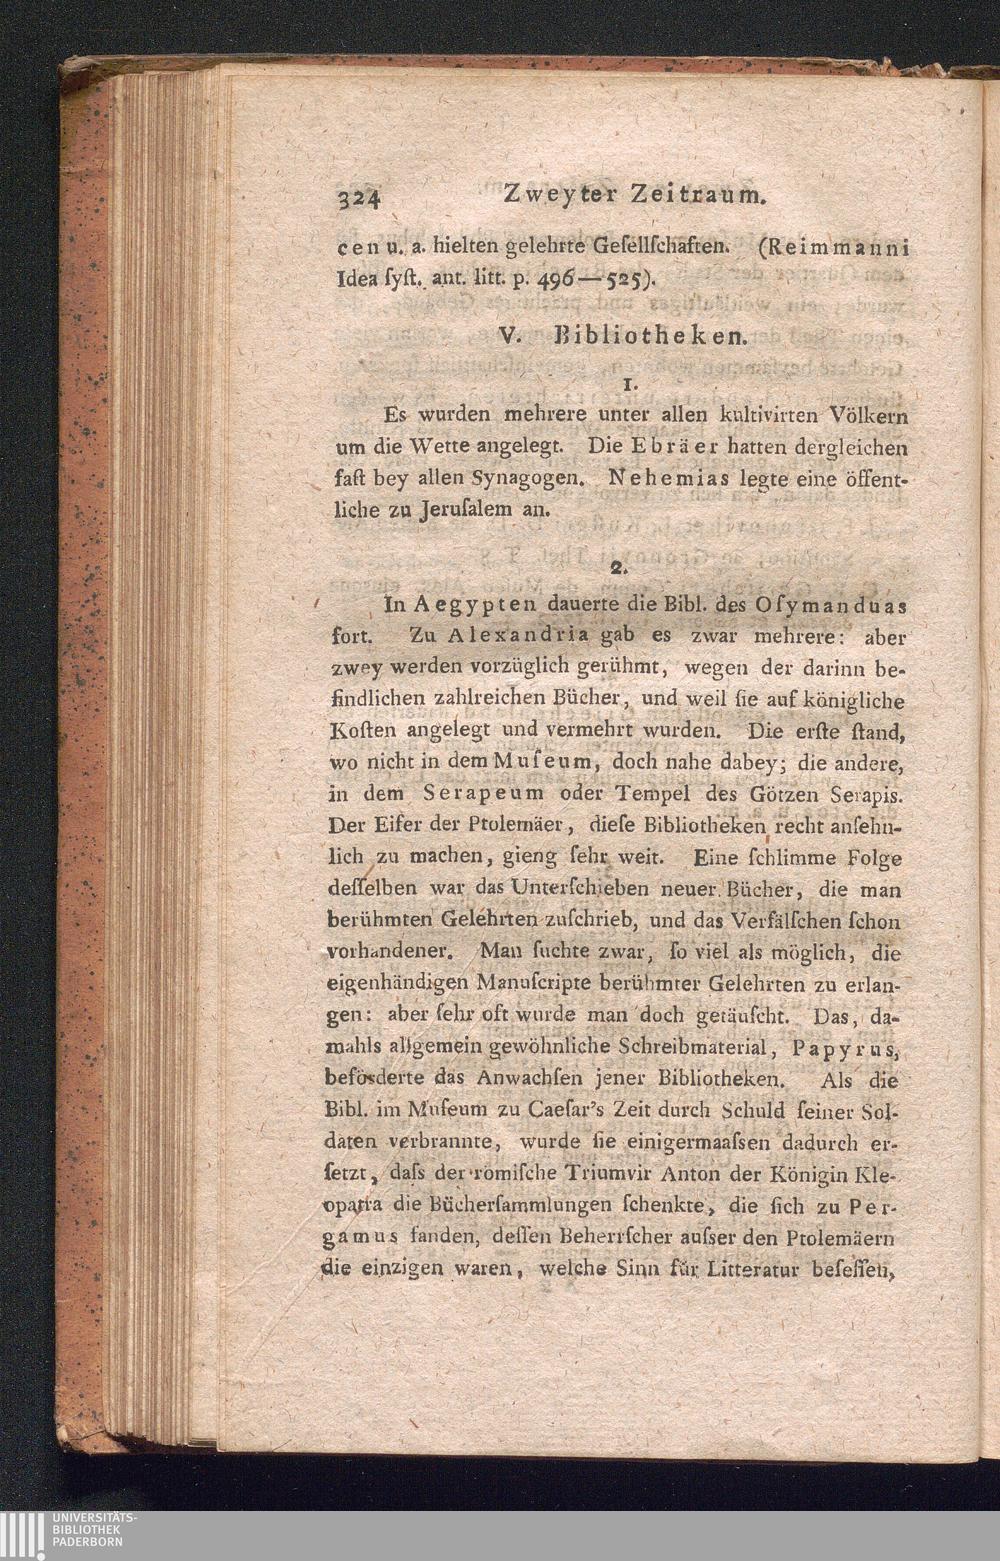 324 Zweyter Zeitraum.
cen u. a. hielten gelehrte Geſellſchaften. (Reimmanni
Idea ſyſt. ant. litt. p. 496—525).
V. Bibliotheken.
1.
Es wurden mehrere unter allen kultivirten Völkern
um die Wette angelegt. Die Ebräer hatten dergleichen
faſt bey allen Synagogen. Nehemias legte eine öffent-
liche zu Jeruſalem an.
2.
In Aegypten dauerte die Bibl. des Oſymanduas
fort. Zu Alexandria gab es zwar mehrere: aber
zwey werden vorzüglich gerühmt, wegen der darinn be-
findlichen zahlreichen Bücher, und weil ſie auf königliche
Koſten angelegt und vermehrt wurden. Die erſte ſtand,
wo nicht in dem Muſeum, doch nahe dabey; die andere,
in dem Serapeum oder Tempel des Götzen Serapis.
Der Eifer der Ptolemäer, dieſe Bibliotheken recht anſehn-
lich zu machen, gieng ſehr weit. Eine ſchlimme Folge
deſſelben war das Unterſchieben neuer Bücher, die man
berühmten Gelehrten zuſchrieb, und das Verfälſchen ſchon
vorhandener. Man ſuchte zwar, ſo viel als möglich, die
eigenhändigen Manuſcripte berühmter Gelehrten zu erlan-
gen: aber ſehr oft wurde man doch getäuſcht. Das, da-
mahls allgemein gewöhnliche Schreibmaterial, Papyrus,
beförderte das Anwachſen jener Bibliotheken. Als die
Bibl. im Muſeum zu Caeſar's Zeit durch Schuld ſeiner Sol-
daten verbrannte, wurde ſie einigermaaſsen dadurch er-
ſetzt, daſs der römiſche Triumvir Anton der Königin Kle-
opatra die Bücherſammlungen ſchenkte, die ſich zu Per-
gamus fanden, deſſen Beherrſcher auſser den Ptolemäern
die einzigen waren, welche Sinn für Litteratur beſeſſen,
UNIVERSITÄTS-
BIBLIOTHEK
PADERBORN